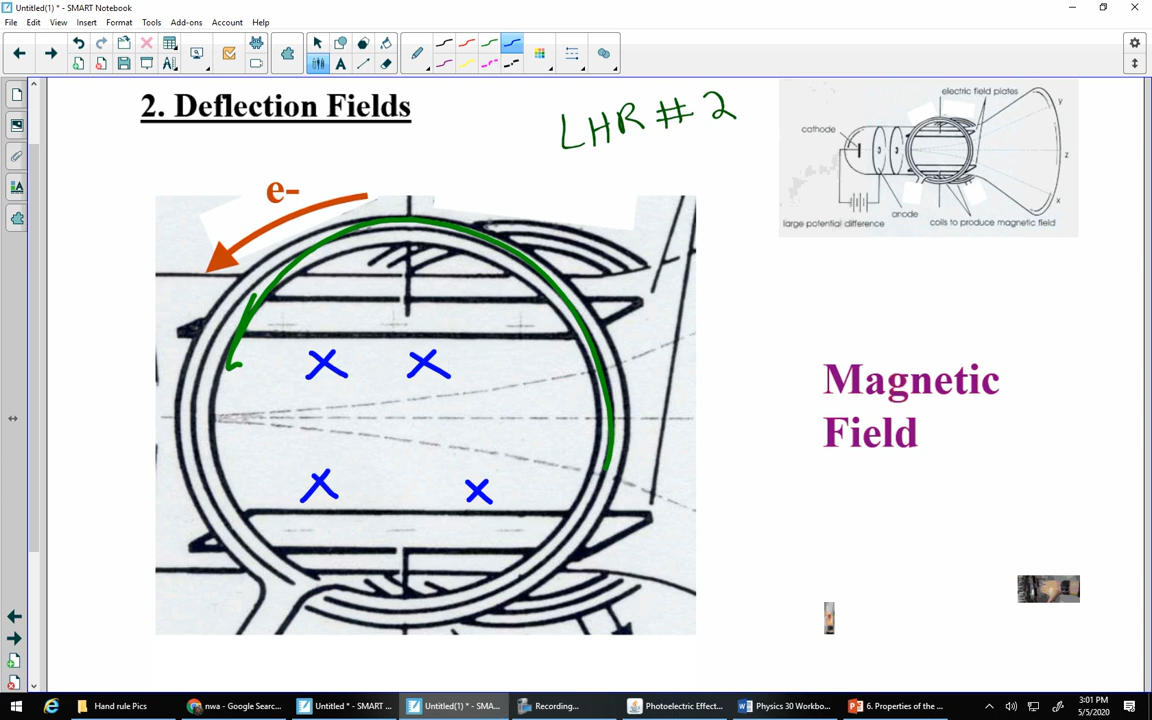 Untitled(1) * - SMART Notebook
File Edit View Insert Format Tools Add-ons Account Help
2. Deflection Fields
LHR # 2
e-
Magnetic
Field
electric field plates
cathode
y
z
x
anode
large potential difference
coils to produce magnetic field
Hand rule Pics
nwa - Google Searc...
Untitled * - SMART ...
Untitled(1) * - SMA...
Recording...
Photoelectric Effect...
Physics 30 Workbo...
6. Properties of the ...
3:01 PM
5/5/2020